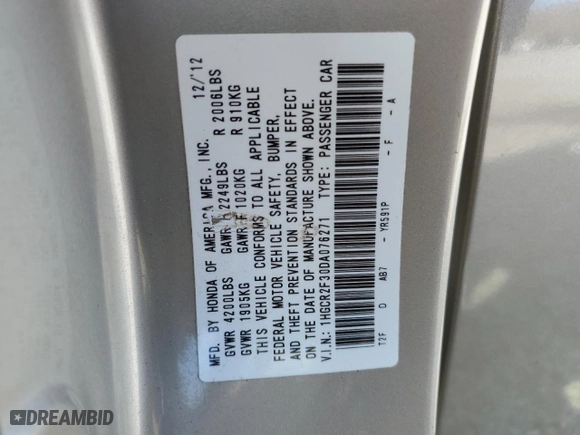 MFD. BY HONDA OF AMERICA MFG., INC. 12/'12
GVWR 4200LBS GAWR F 2249LBS R 2006LBS
GVWR 1905KG GAWR F 1020KG R 910KG
THIS VEHICLE CONFORMS TO ALL APPLICABLE
FEDERAL MOTOR VEHICLE SAFETY, BUMPER,
AND THEFT PREVENTION STANDARDS IN EFFECT
ON THE DATE OF MANUFACTURE SHOWN ABOVE.
V.I.N.: 1HGCR2F30DA076271 TYPE: PASSENGER CAR
T2F D AB7 - YR591P - F - A
DREAMBID